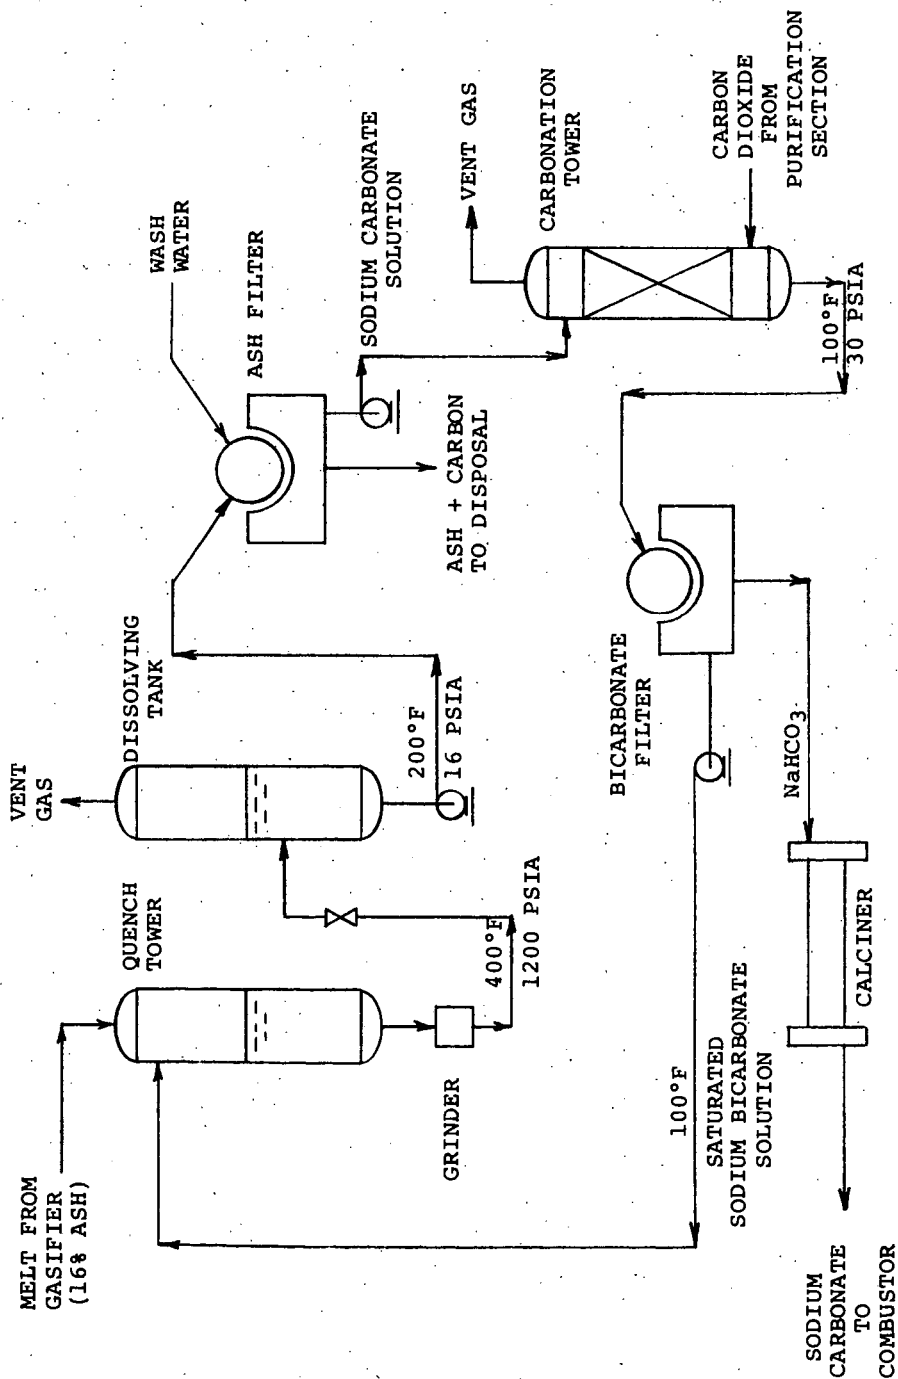 MELT FROM
GASIFIER
(16% ASH)
QUENCH
TOWER
VENT
GAS
DISSOLVING
TANK
WASH
WATER
ASH FILTER
SODIUM CARBONATE
SOLUTION
VENT GAS
CARBONATION
TOWER
CARBON
DIOXIDE
FROM
PURIFICATION
SECTION
GRINDER
400°F
1200 PSIA
200°F
16 PSIA
ASH + CARBON
TO DISPOSAL
100°F
30 PSIA
BICARBONATE
FILTER
100°F
SATURATED
SODIUM BICARBONATE
SOLUTION
NaHCO3
CALCINER
SODIUM
CARBONATE
TO
COMBUSTOR